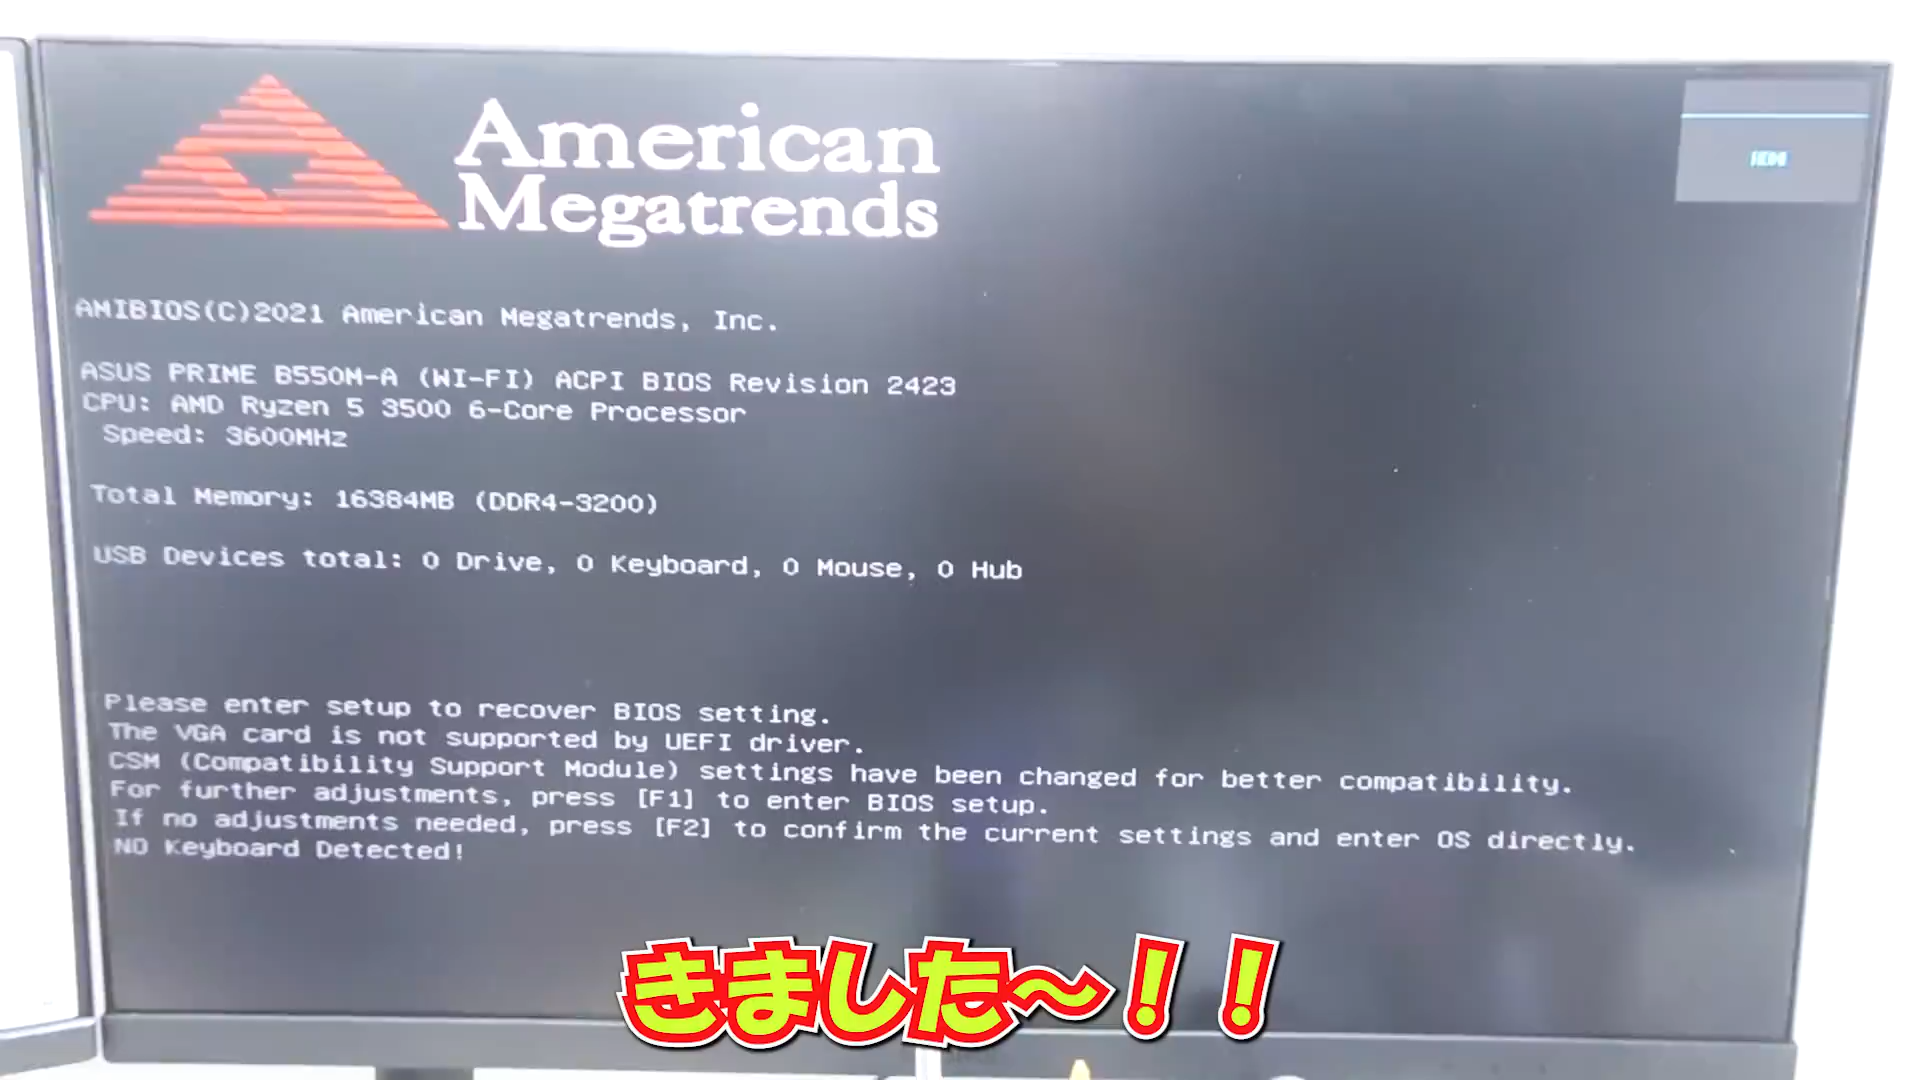 American
Megatrends
AMIBIOS(C)2021 American Megatrends, Inc.
ASUS PRIME B550M-A (WI-FI) ACPI BIOS Revision 2423
CPU: AMD Ryzen 5 3500 6-Core Processor
Speed: 3600MHz
Total Memory: 16384MB (DDR4-3200)
USB Devices total: 0 Drive, 0 Keyboard, 0 Mouse, 0 Hub
Please enter setup to recover BIOS setting.
The VGA card is not supported by UEFI driver.
CSM (Compatibility Support Module) settings have been changed for better compatibility.
For further adjustments, press [F1] to enter BIOS setup.
If no adjustments needed, press [F2] to confirm the current settings and enter OS directly.
NO Keyboard Detected!
きました～！！